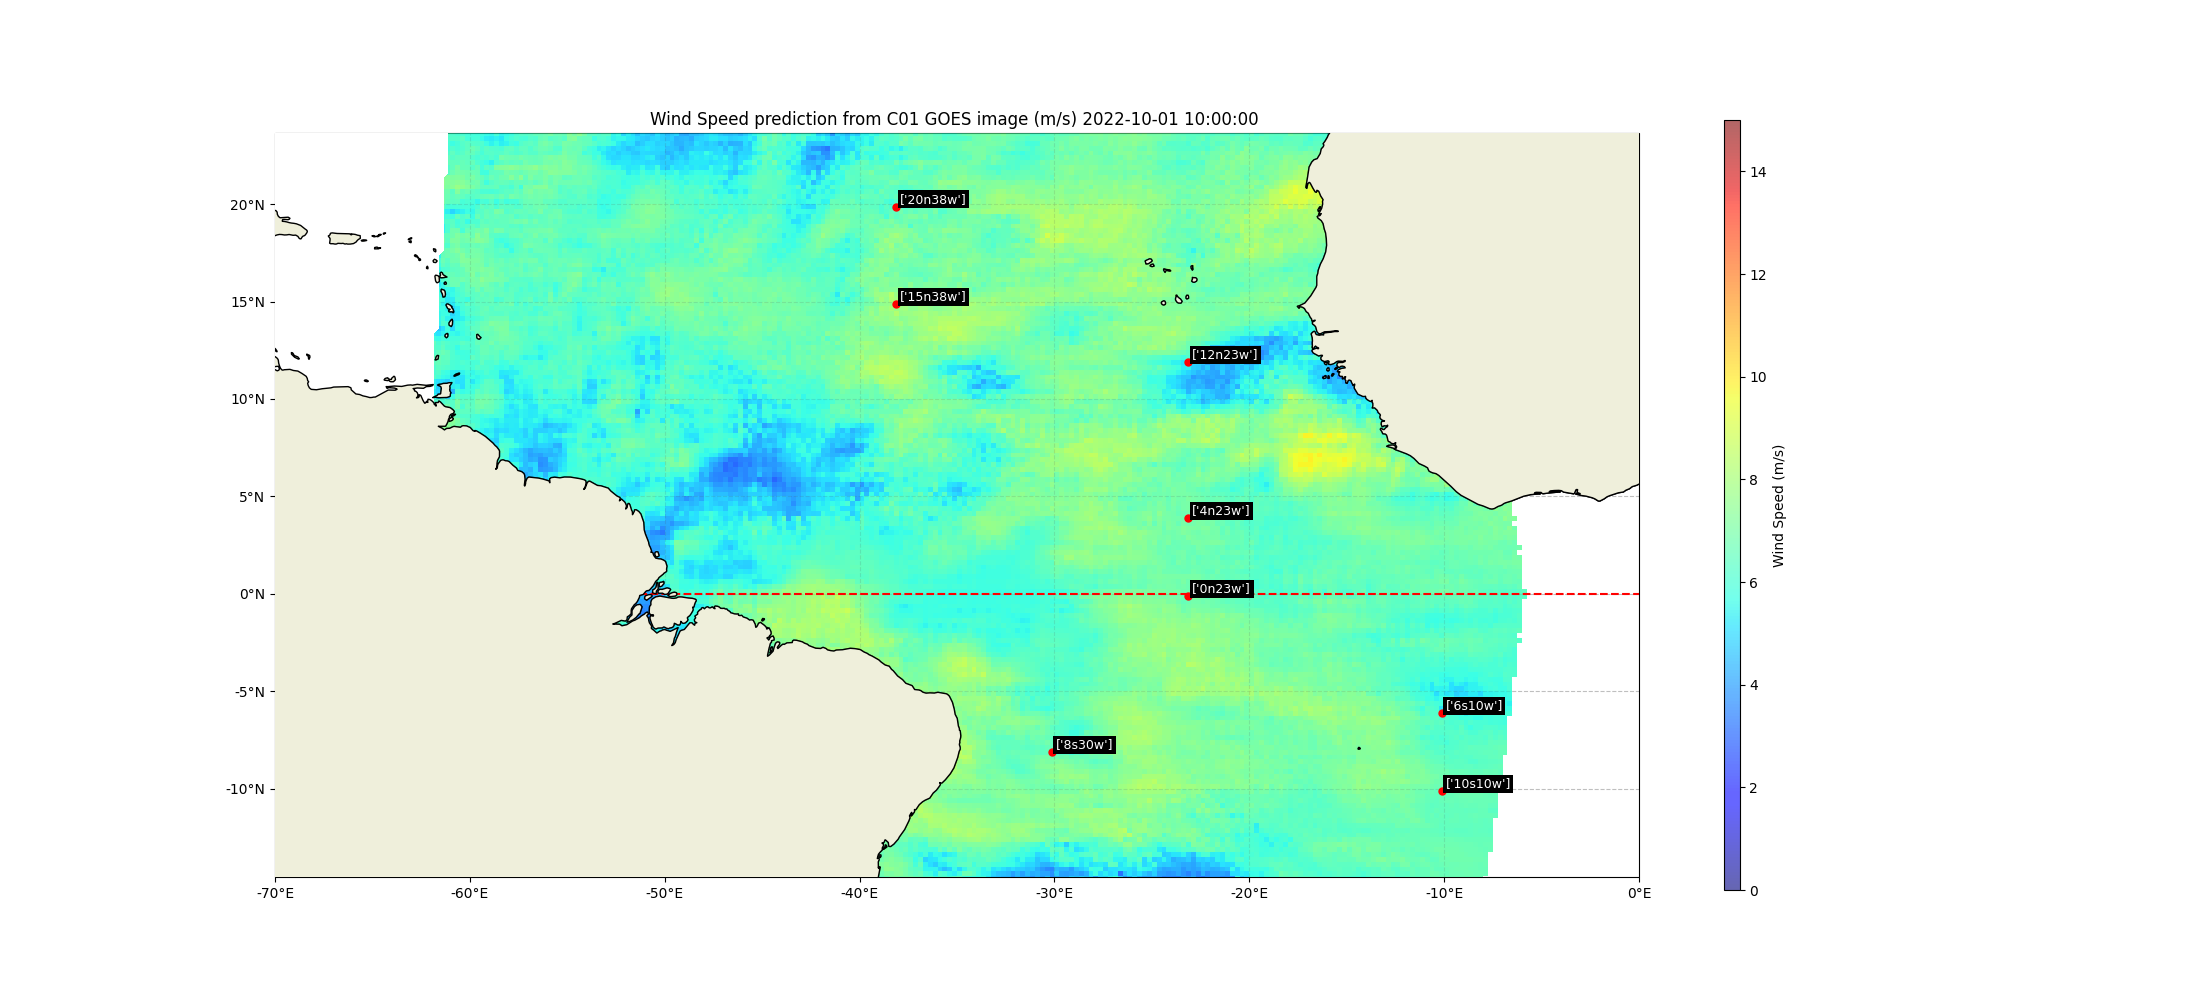 Wind Speed prediction from C01 GOES image (m/s) 2022-10-01 10:00:00
20°N
15°N
10°N
5°N
0°N
-5°N
-10°N
-70°E
-60°E
-50°E
-40°E
-30°E
-20°E
-10°E
0°E
['20n38w']
['15n38w']
['12n23w']
['4n23w']
['0n23w']
['6s10w']
['8s30w']
['10s10w']
14
12
10
8
6
4
2
0
Wind Speed (m/s)